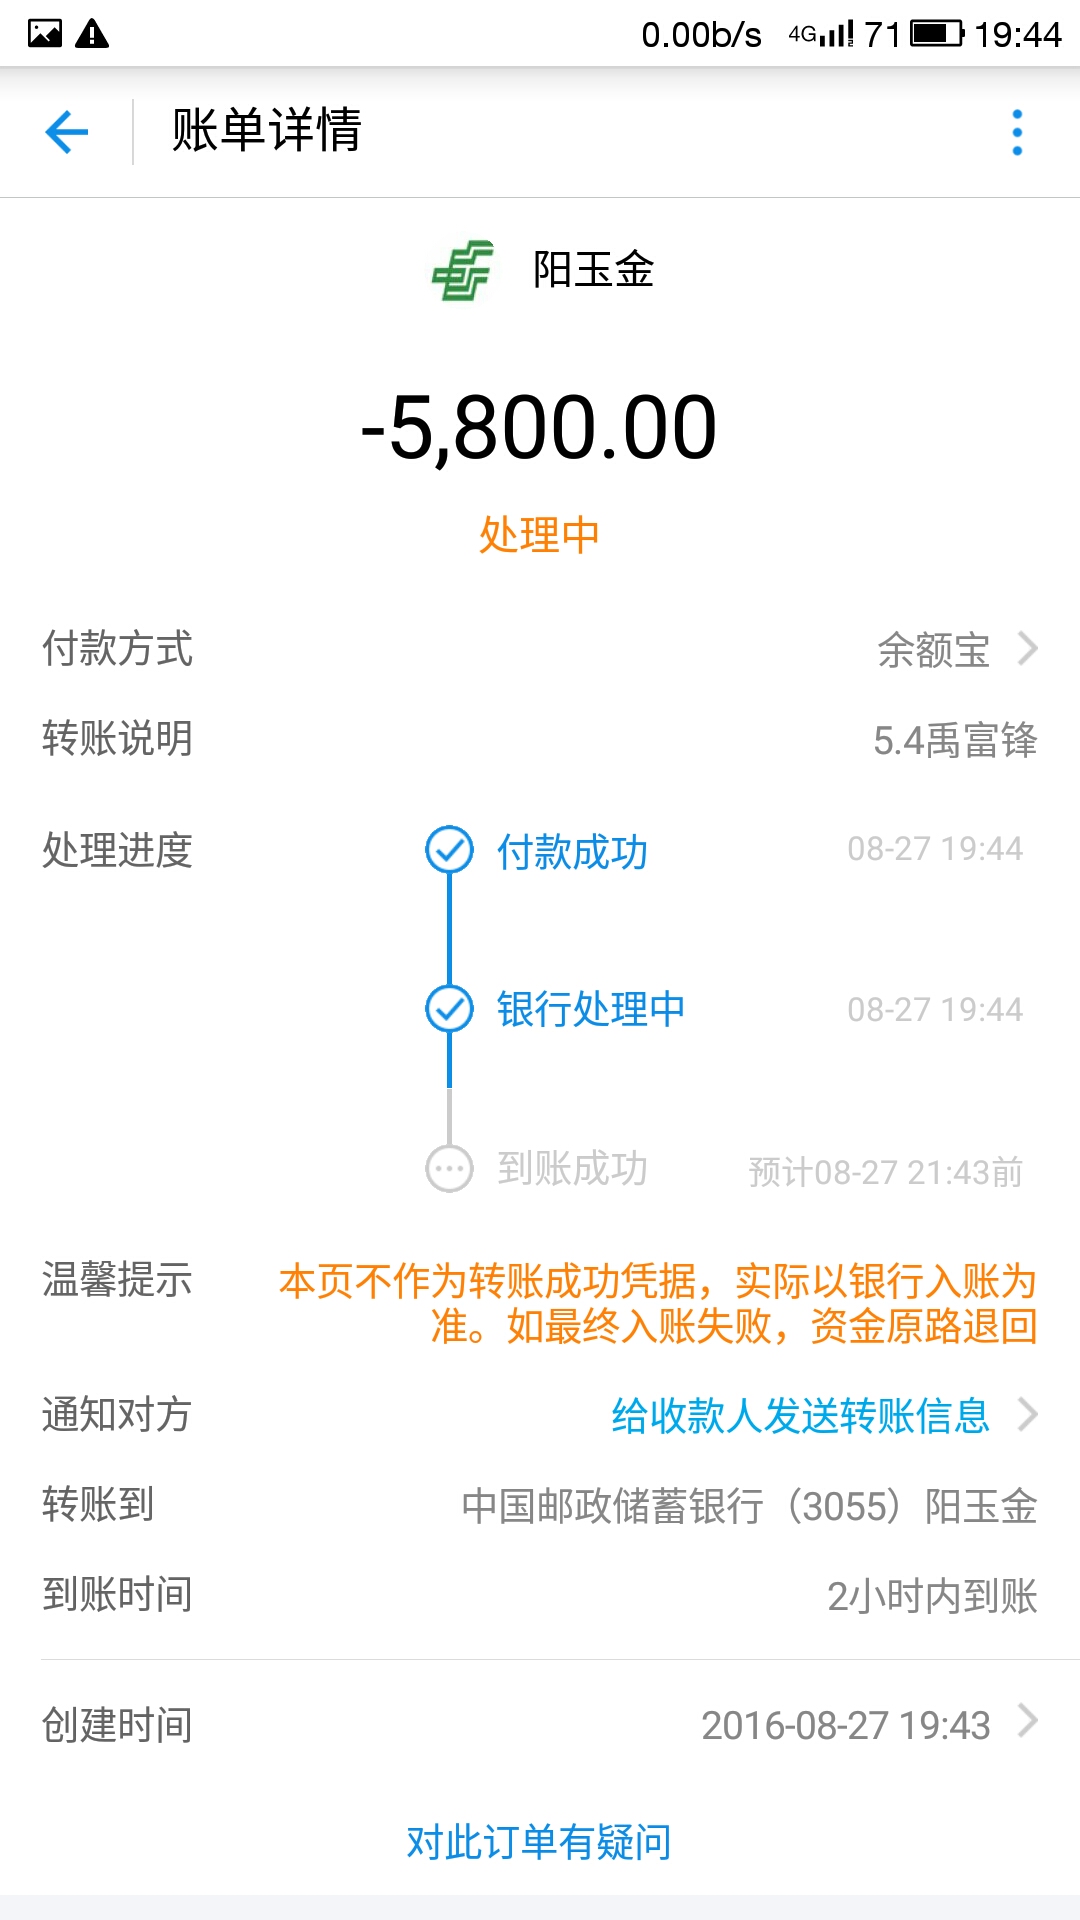 0.00b/s 4G 71 19:44
账单详情
阳玉金
-5,800.00
处理中
付款方式 余额宝
转账说明 5.4禹富锋
处理进度 付款成功 08-27 19:44
银行处理中 08-27 19:44
到账成功 预计08-27 21:43前
温馨提示 本页不作为转账成功凭据，实际以银行入账为
准。如最终入账失败，资金原路退回
通知对方 给收款人发送转账信息
转账到 中国邮政储蓄银行（3055）阳玉金
到账时间 2小时内到账
创建时间 2016-08-27 19:43
对此订单有疑问